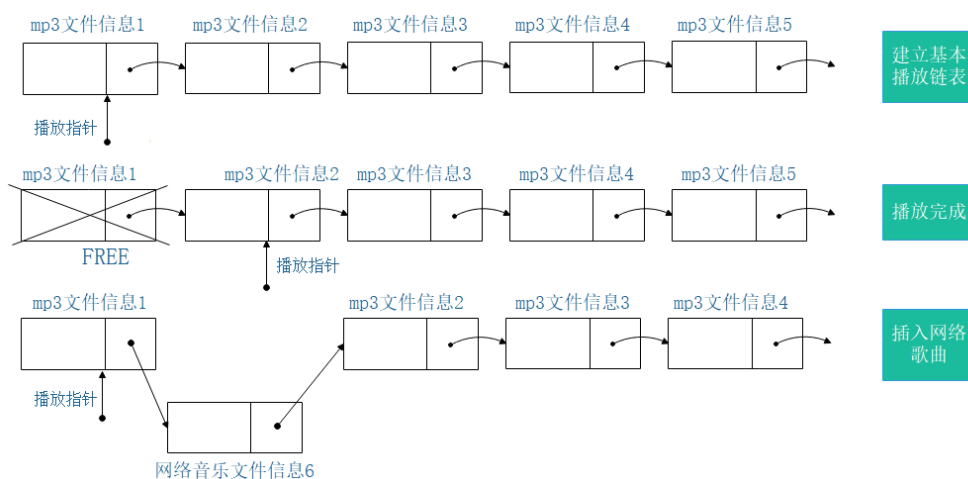 mp3文件信息1 mp3文件信息2 mp3文件信息3 mp3文件信息4 mp3文件信息5
建立基本
播放链表
播放指针
mp3文件信息1 mp3文件信息2 mp3文件信息3 mp3文件信息4 mp3文件信息5
播放完成
FREE
播放指针
mp3文件信息1 mp3文件信息2 mp3文件信息3 mp3文件信息4
插入网络
歌曲
播放指针
网络音乐文件信息6